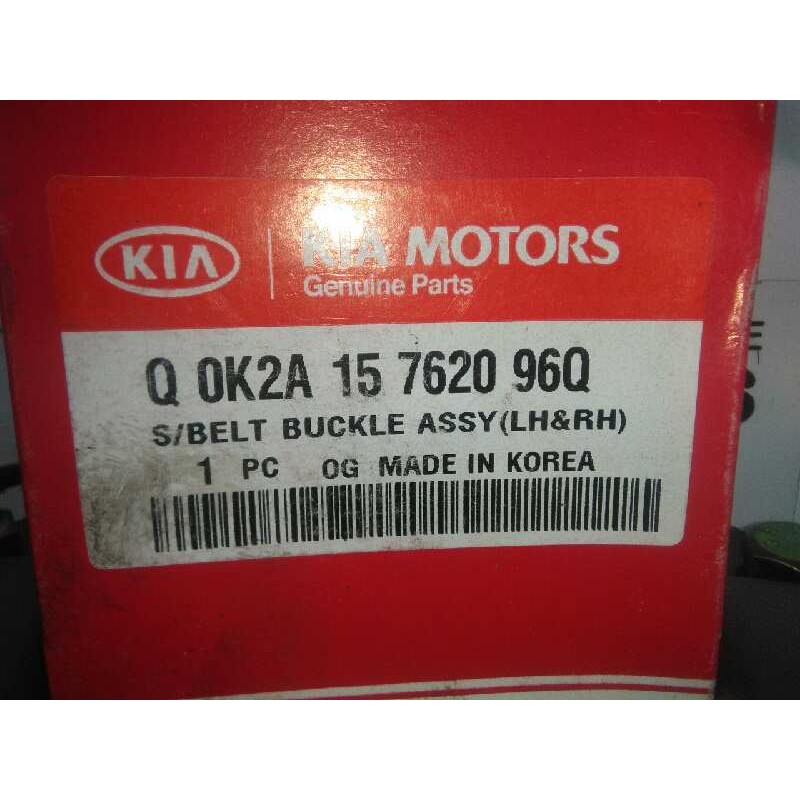 KIA
KIA MOTORS
Genuine Parts
Q 0K2A 15 7620 96Q
S/BELT BUCKLE ASSY(LH&RH)
1 PC OG MADE IN KOREA